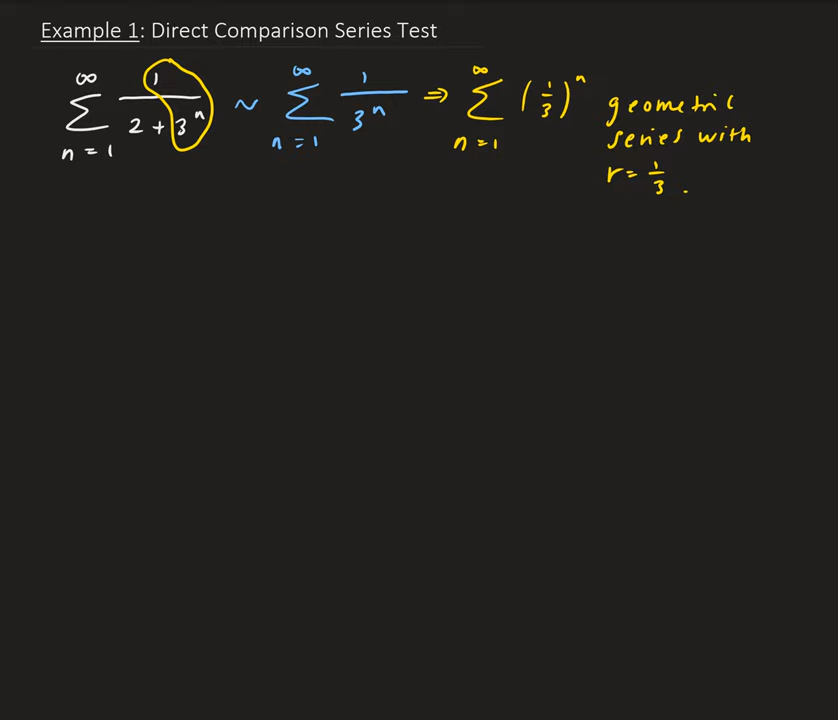 Example 1: Direct Comparison Series Test
∞ ∑ n = 1 1 / 2 + 3^n ~ ∞ ∑ n = 1 1 / 3^n ⇒ ∞ ∑ n = 1 (1/3)^n geometric
series with
r = 1/3 .